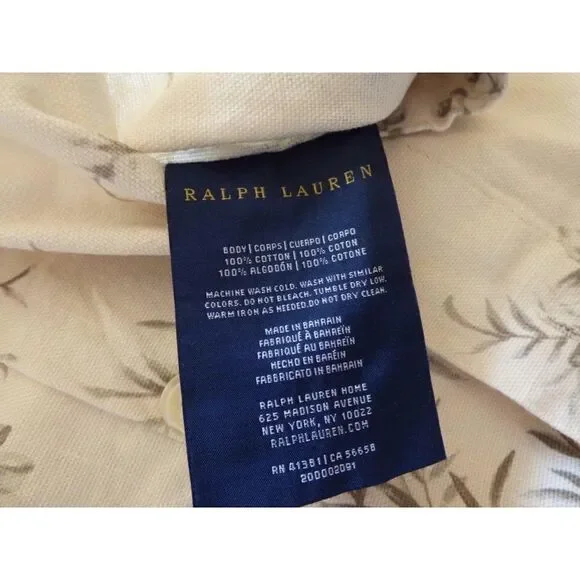 RALPH LAUREN
BODY | CORPS | CUERPO | CORPO
100% COTTON | 100% COTON
100% ALGODÓN | 100% COTONE
MACHINE WASH COLD. WASH WITH SIMILAR
COLORS. DO NOT BLEACH. TUMBLE DRY LOW.
WARM IRON AS NEEDED. DO NOT DRY CLEAN.
MADE IN BAHRAIN
FABRIQUÉ À BAHREÏN
FABRIQUÉ AU BAHREÏN
HECHO EN BARÉIN
FABBRICATO IN BAHRAIN
RALPH LAUREN HOME
625 MADISON AVENUE
NEW YORK, NY 10022
RALPHLAUREN.COM
RN 41381 | CA 56658
200002091